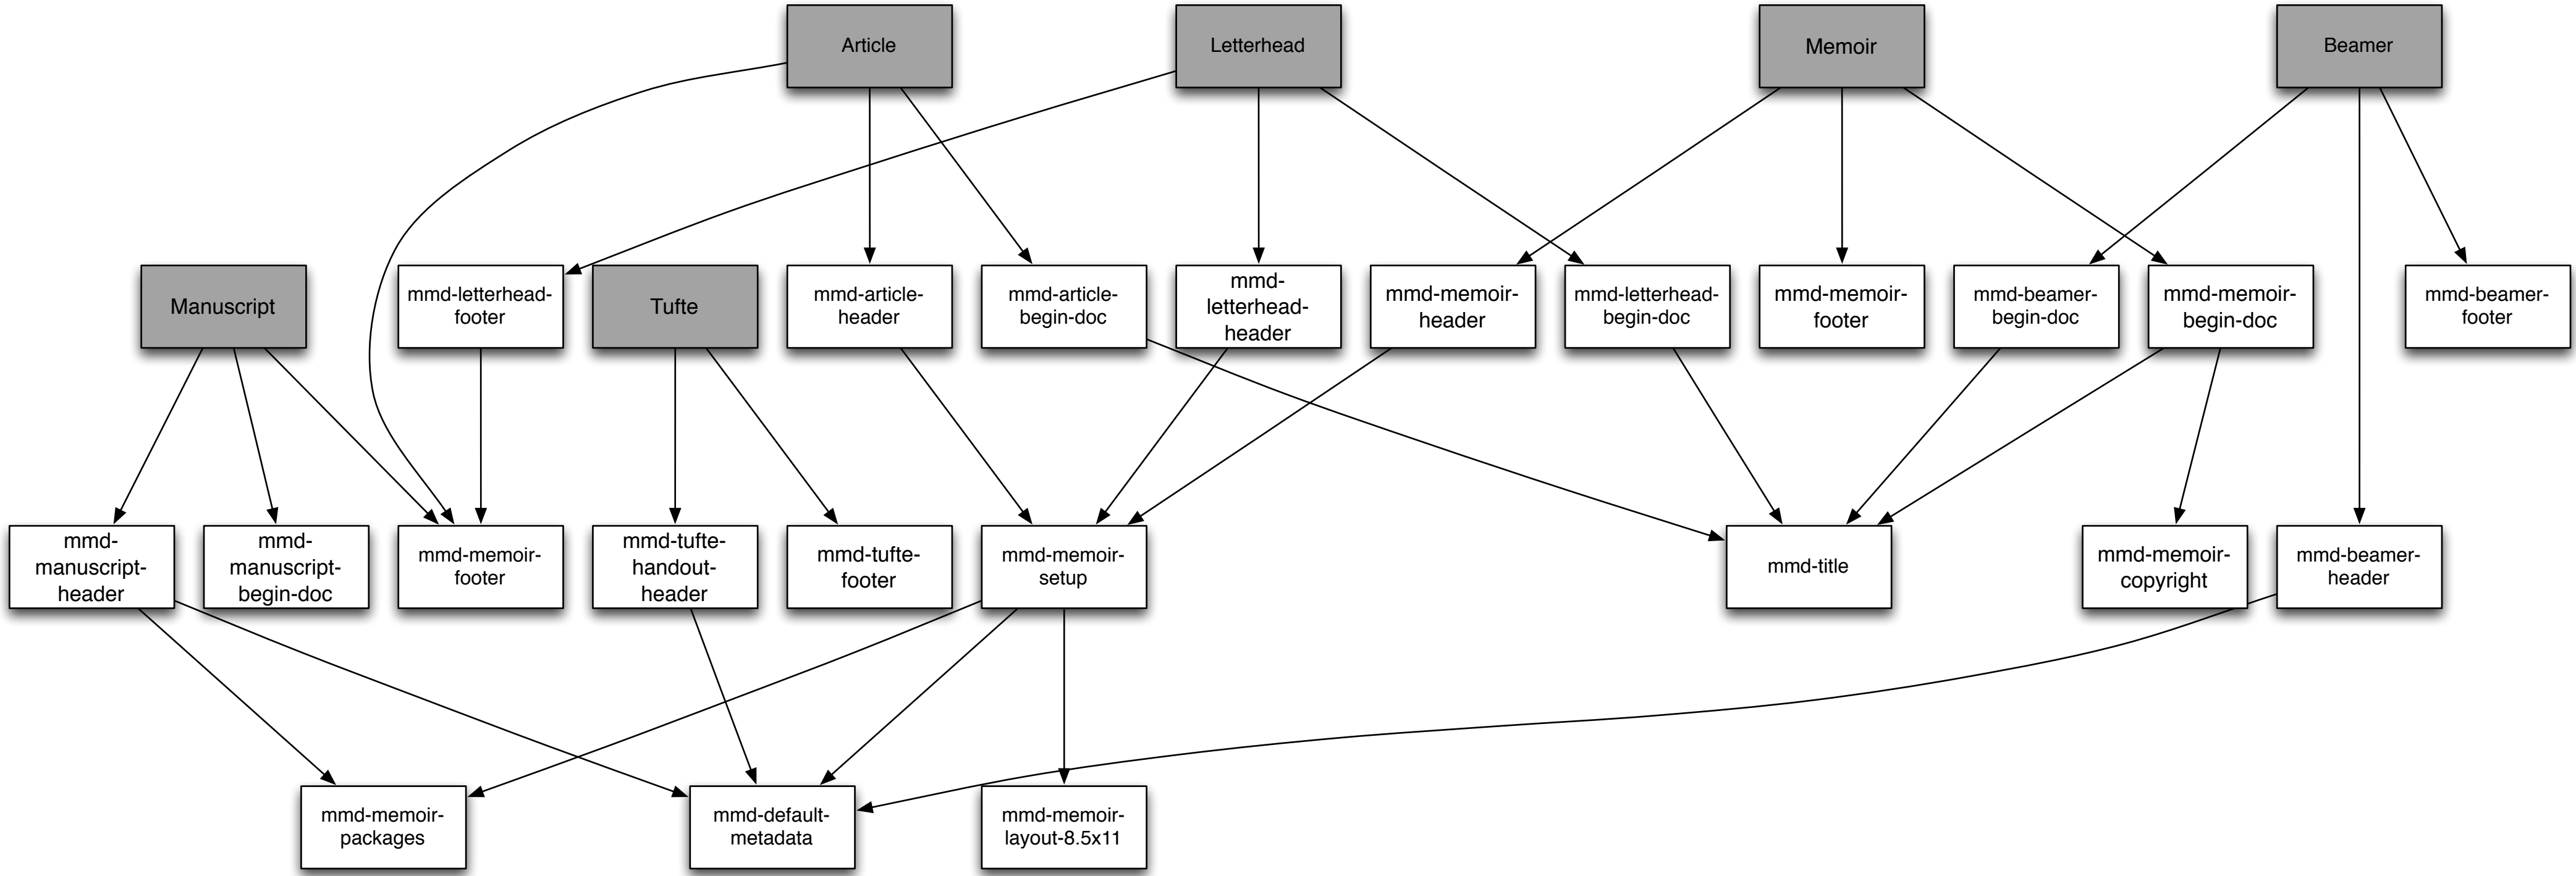 Article
Letterhead
Memoir
Beamer
Manuscript
mmd-letterhead-
footer
Tufte
mmd-article-
header
mmd-article-
begin-doc
mmd-
letterhead-
header
mmd-memoir-
header
mmd-letterhead-
begin-doc
mmd-memoir-
footer
mmd-beamer-
begin-doc
mmd-memoir-
begin-doc
mmd-beamer-
footer
mmd-
manuscript-
header
mmd-
manuscript-
begin-doc
mmd-memoir-
footer
mmd-tufte-
handout-
header
mmd-tufte-
footer
mmd-memoir-
setup
mmd-title
mmd-memoir-
copyright
mmd-beamer-
header
mmd-memoir-
packages
mmd-default-
metadata
mmd-memoir-
layout-8.5x11